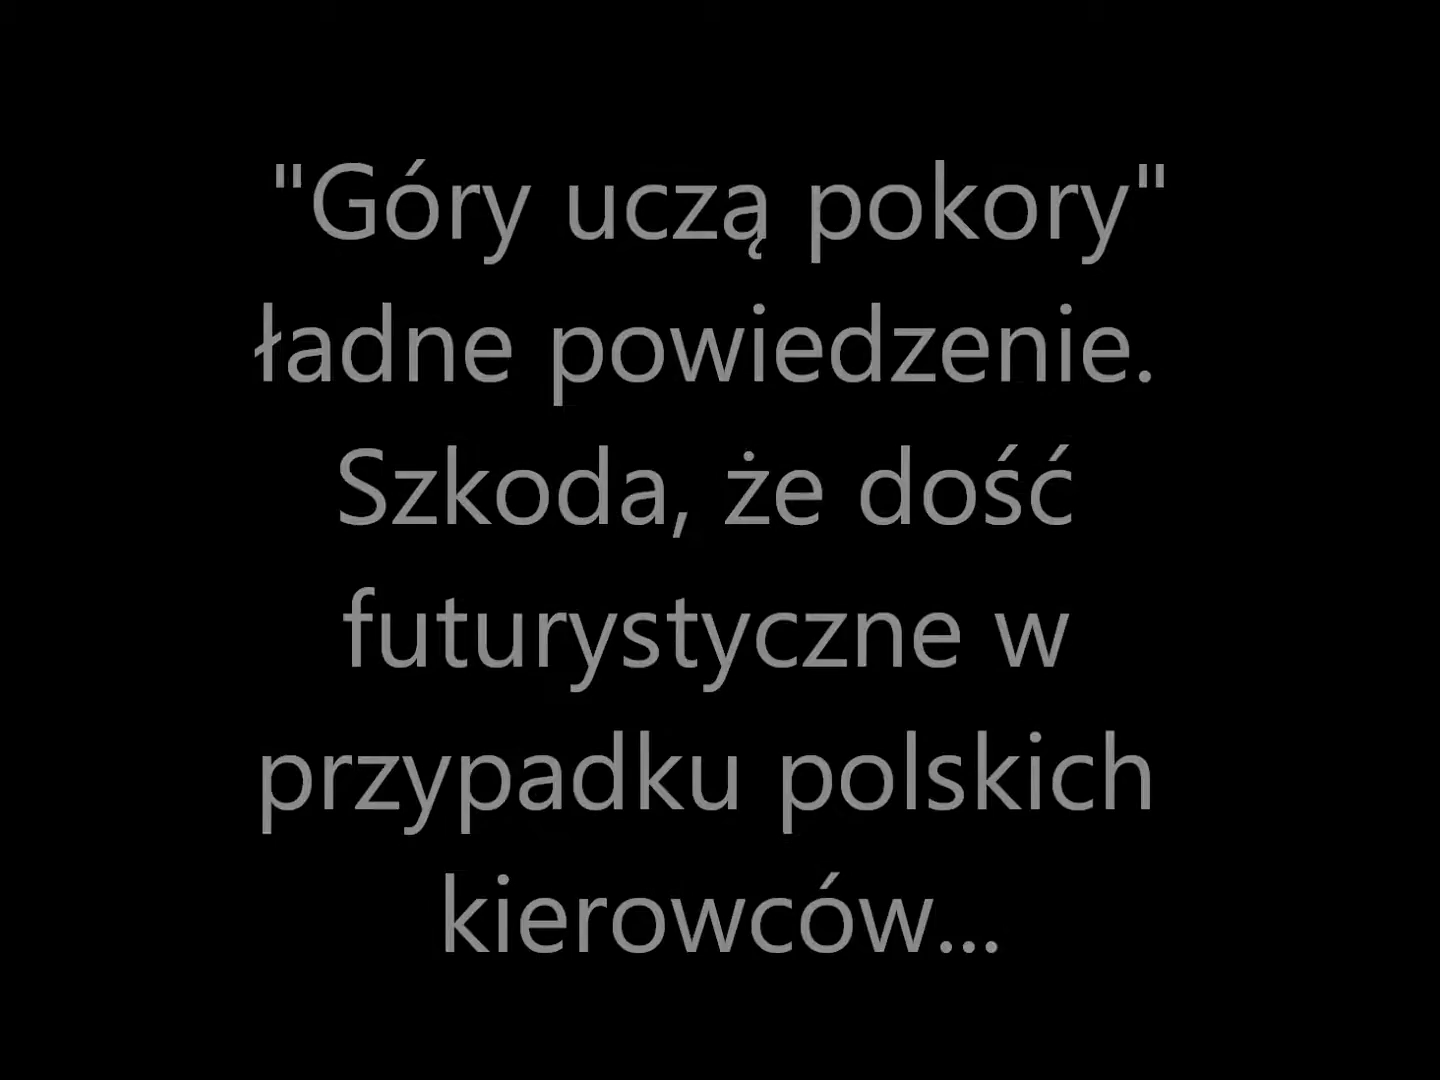 "Góry uczą pokory"
ładne powiedzenie.
Szkoda, że dość
futurystyczne w
przypadku polskich
kierowców...